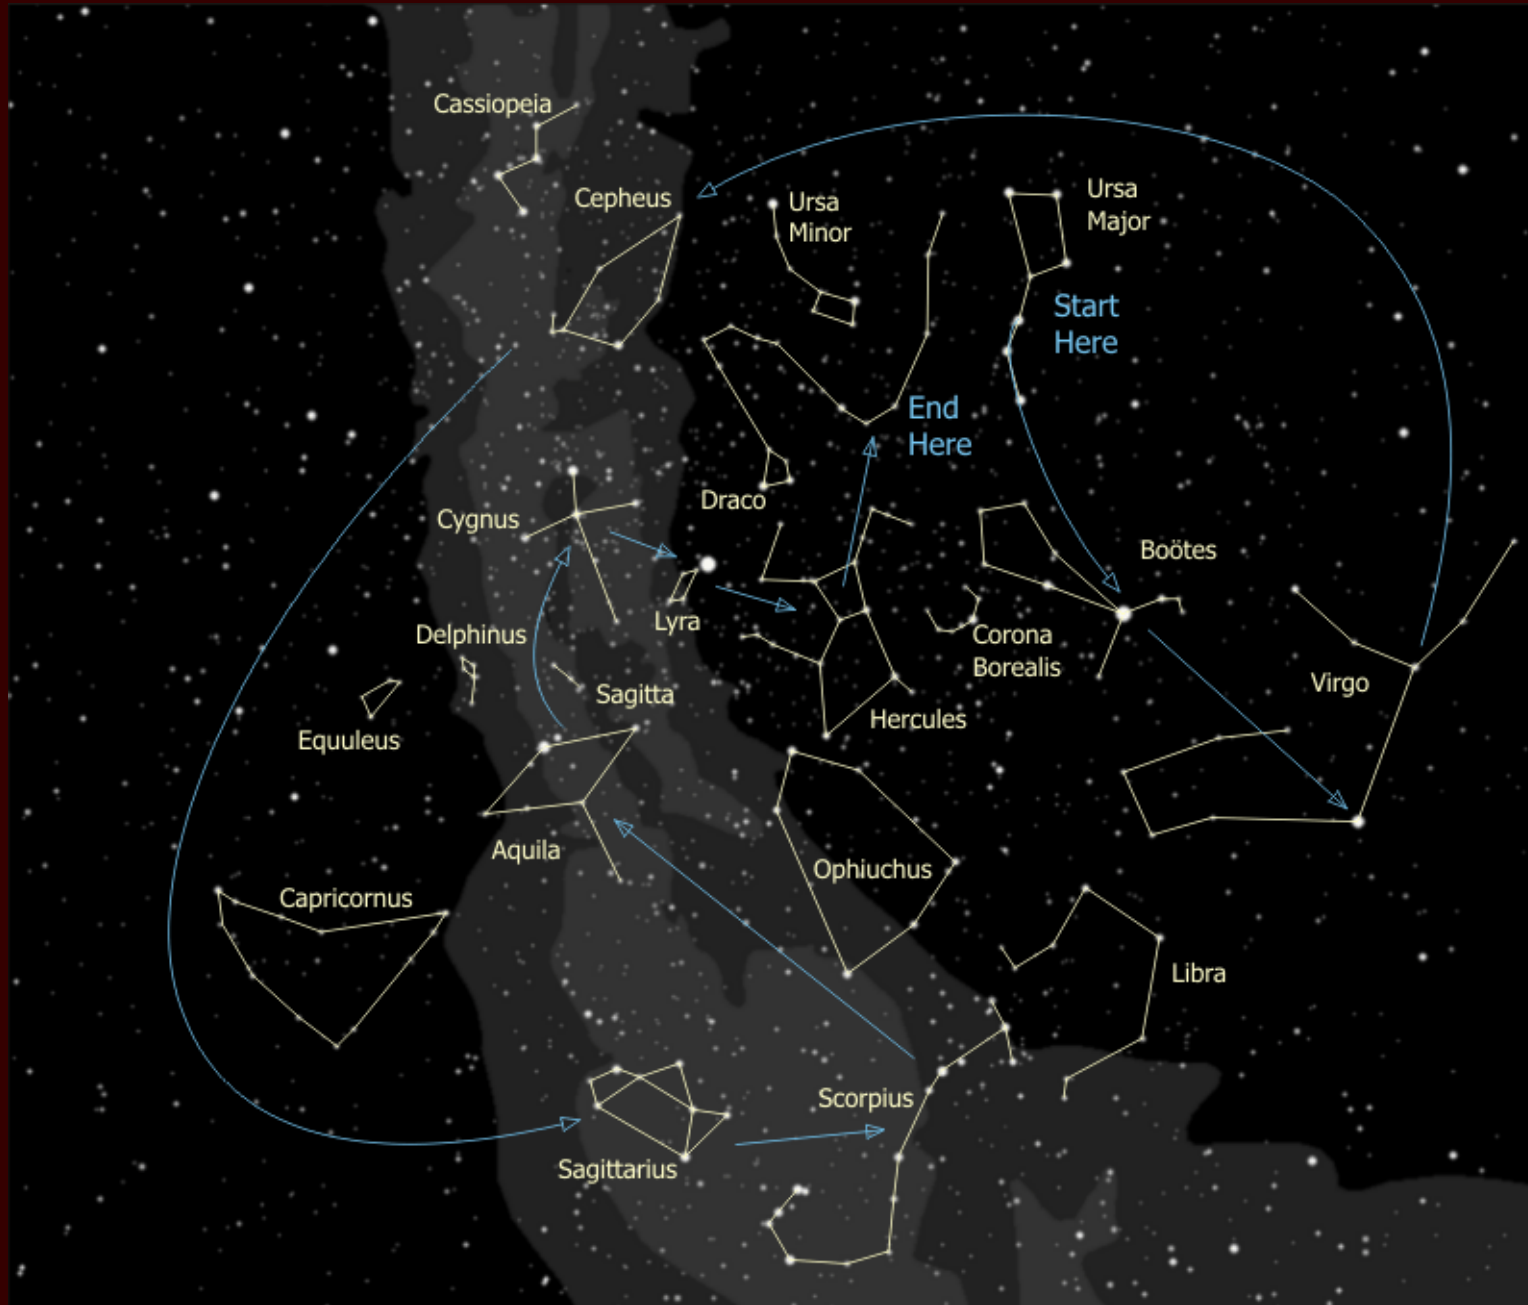 Cassiopeia
Cepheus
Ursa
Minor
Ursa
Major
Start
Here
End
Here
Draco
Cygnus
Boötes
Lyra
Delphinus
Corona
Borealis
Sagitta
Virgo
Hercules
Equuleus
Aquila
Ophiuchus
Capricornus
Libra
Scorpius
Sagittarius